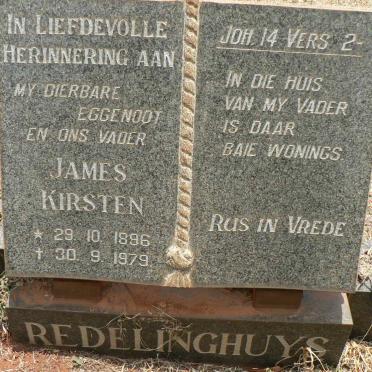 IN LIEFDEVOLLE
HERINNERING AAN
MY DIERBARE
EGGENOOT
EN ONS VADER
JAMES
KIRSTEN
* 29. 10. 1896
† 30. 9. 1979
JOH. 14 VERS 2-
IN DIE HUIS
VAN MY VADER
IS DAAR
BAIE WONINGS
RUS IN VREDE
REDELINGHUYS